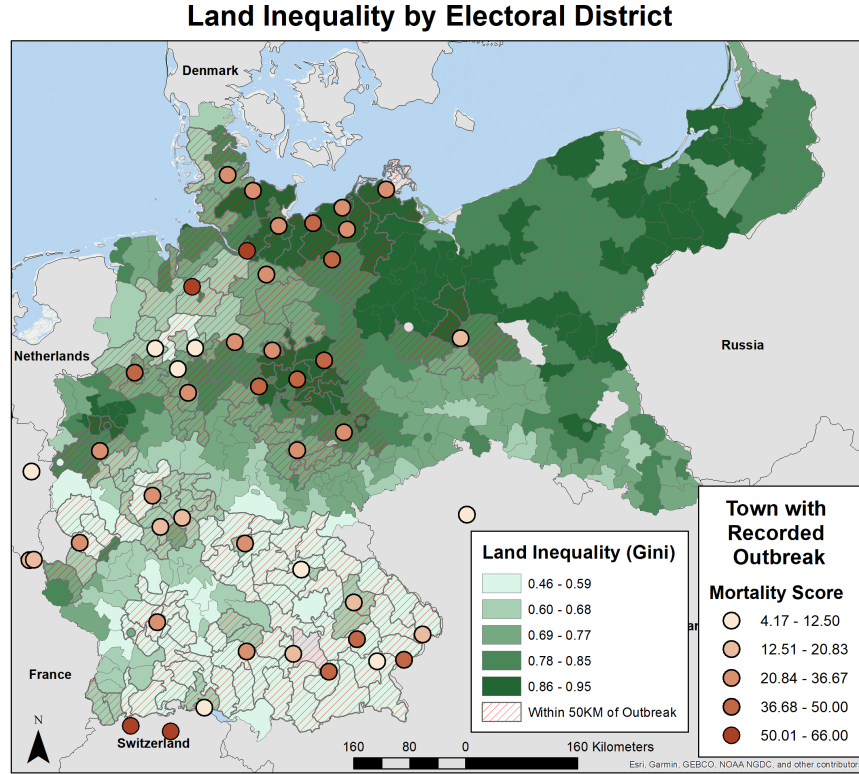 Land Inequality by Electoral District
Denmark
Netherlands
Russia
France
Switzerland
N
Land Inequality (Gini)
0.46 - 0.59
0.60 - 0.68
0.69 - 0.77
0.78 - 0.85
0.86 - 0.95
Within 50KM of Outbreak
Town with
Recorded
Outbreak
Mortality Score
4.17 - 12.50
12.51 - 20.83
20.84 - 36.67
36.68 - 50.00
50.01 - 66.00
160 80 0 160 Kilometers
Esri, Garmin, GEBCO, NOAA NGDC, and other contributor